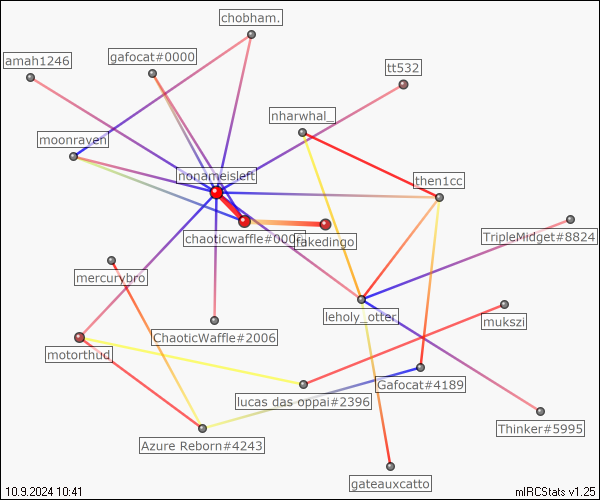 chobham.
gafocat#0000
amah1246
tt532
nharwhal_
moonraven
nonameisleft
then1cc
chaoticwaffle#000
fakedingo
TripleMidget#8824
mercurybro
leholy_otter
mukszi
ChaoticWaffle#2006
motorthud_
Gafocat#4189
lucas das oppai#2396
Thinker#5995
Azure Reborn#4243
gateauxcatto
10.9.2024 10:41
mIRCStats v1.25